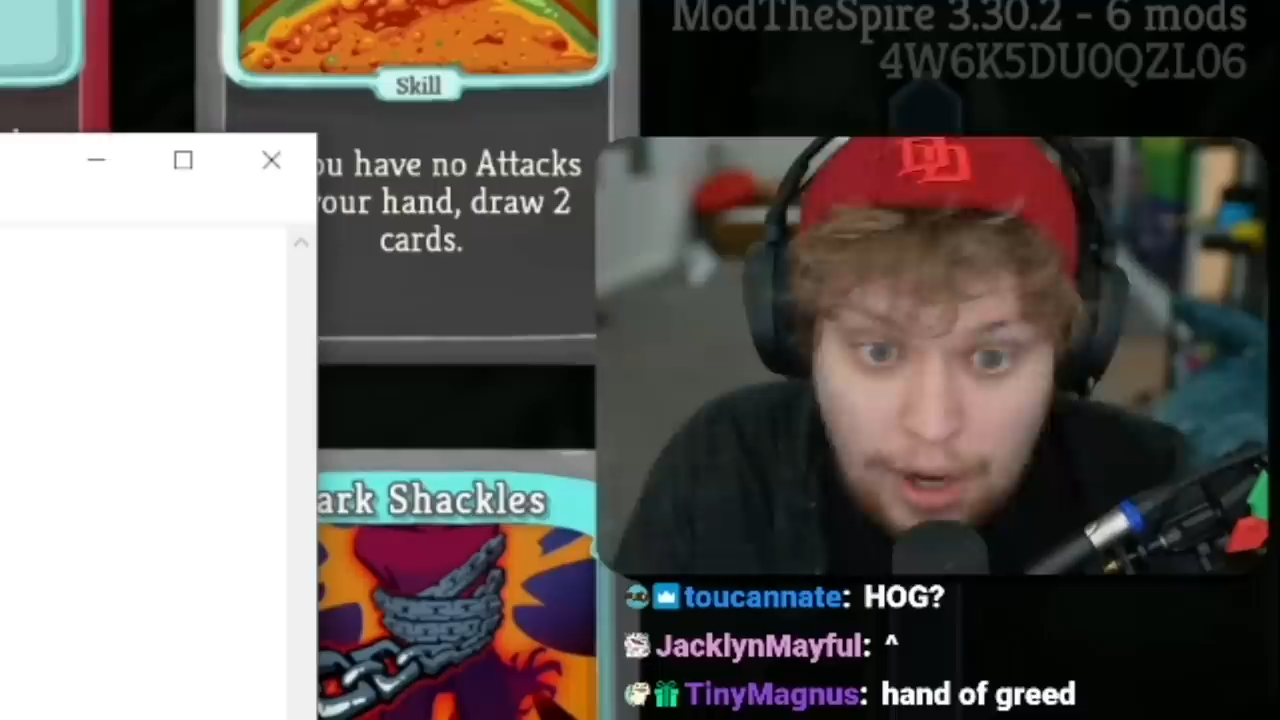 ModTheSpire 3.30.2 - 6 mods
4W6K5DU0QZL06
Skill
ou have no Attacks
your hand, draw 2
cards.
ark Shackles
toucannate: HOG?
JacklynMayful: ^
TinyMagnus: hand of greed